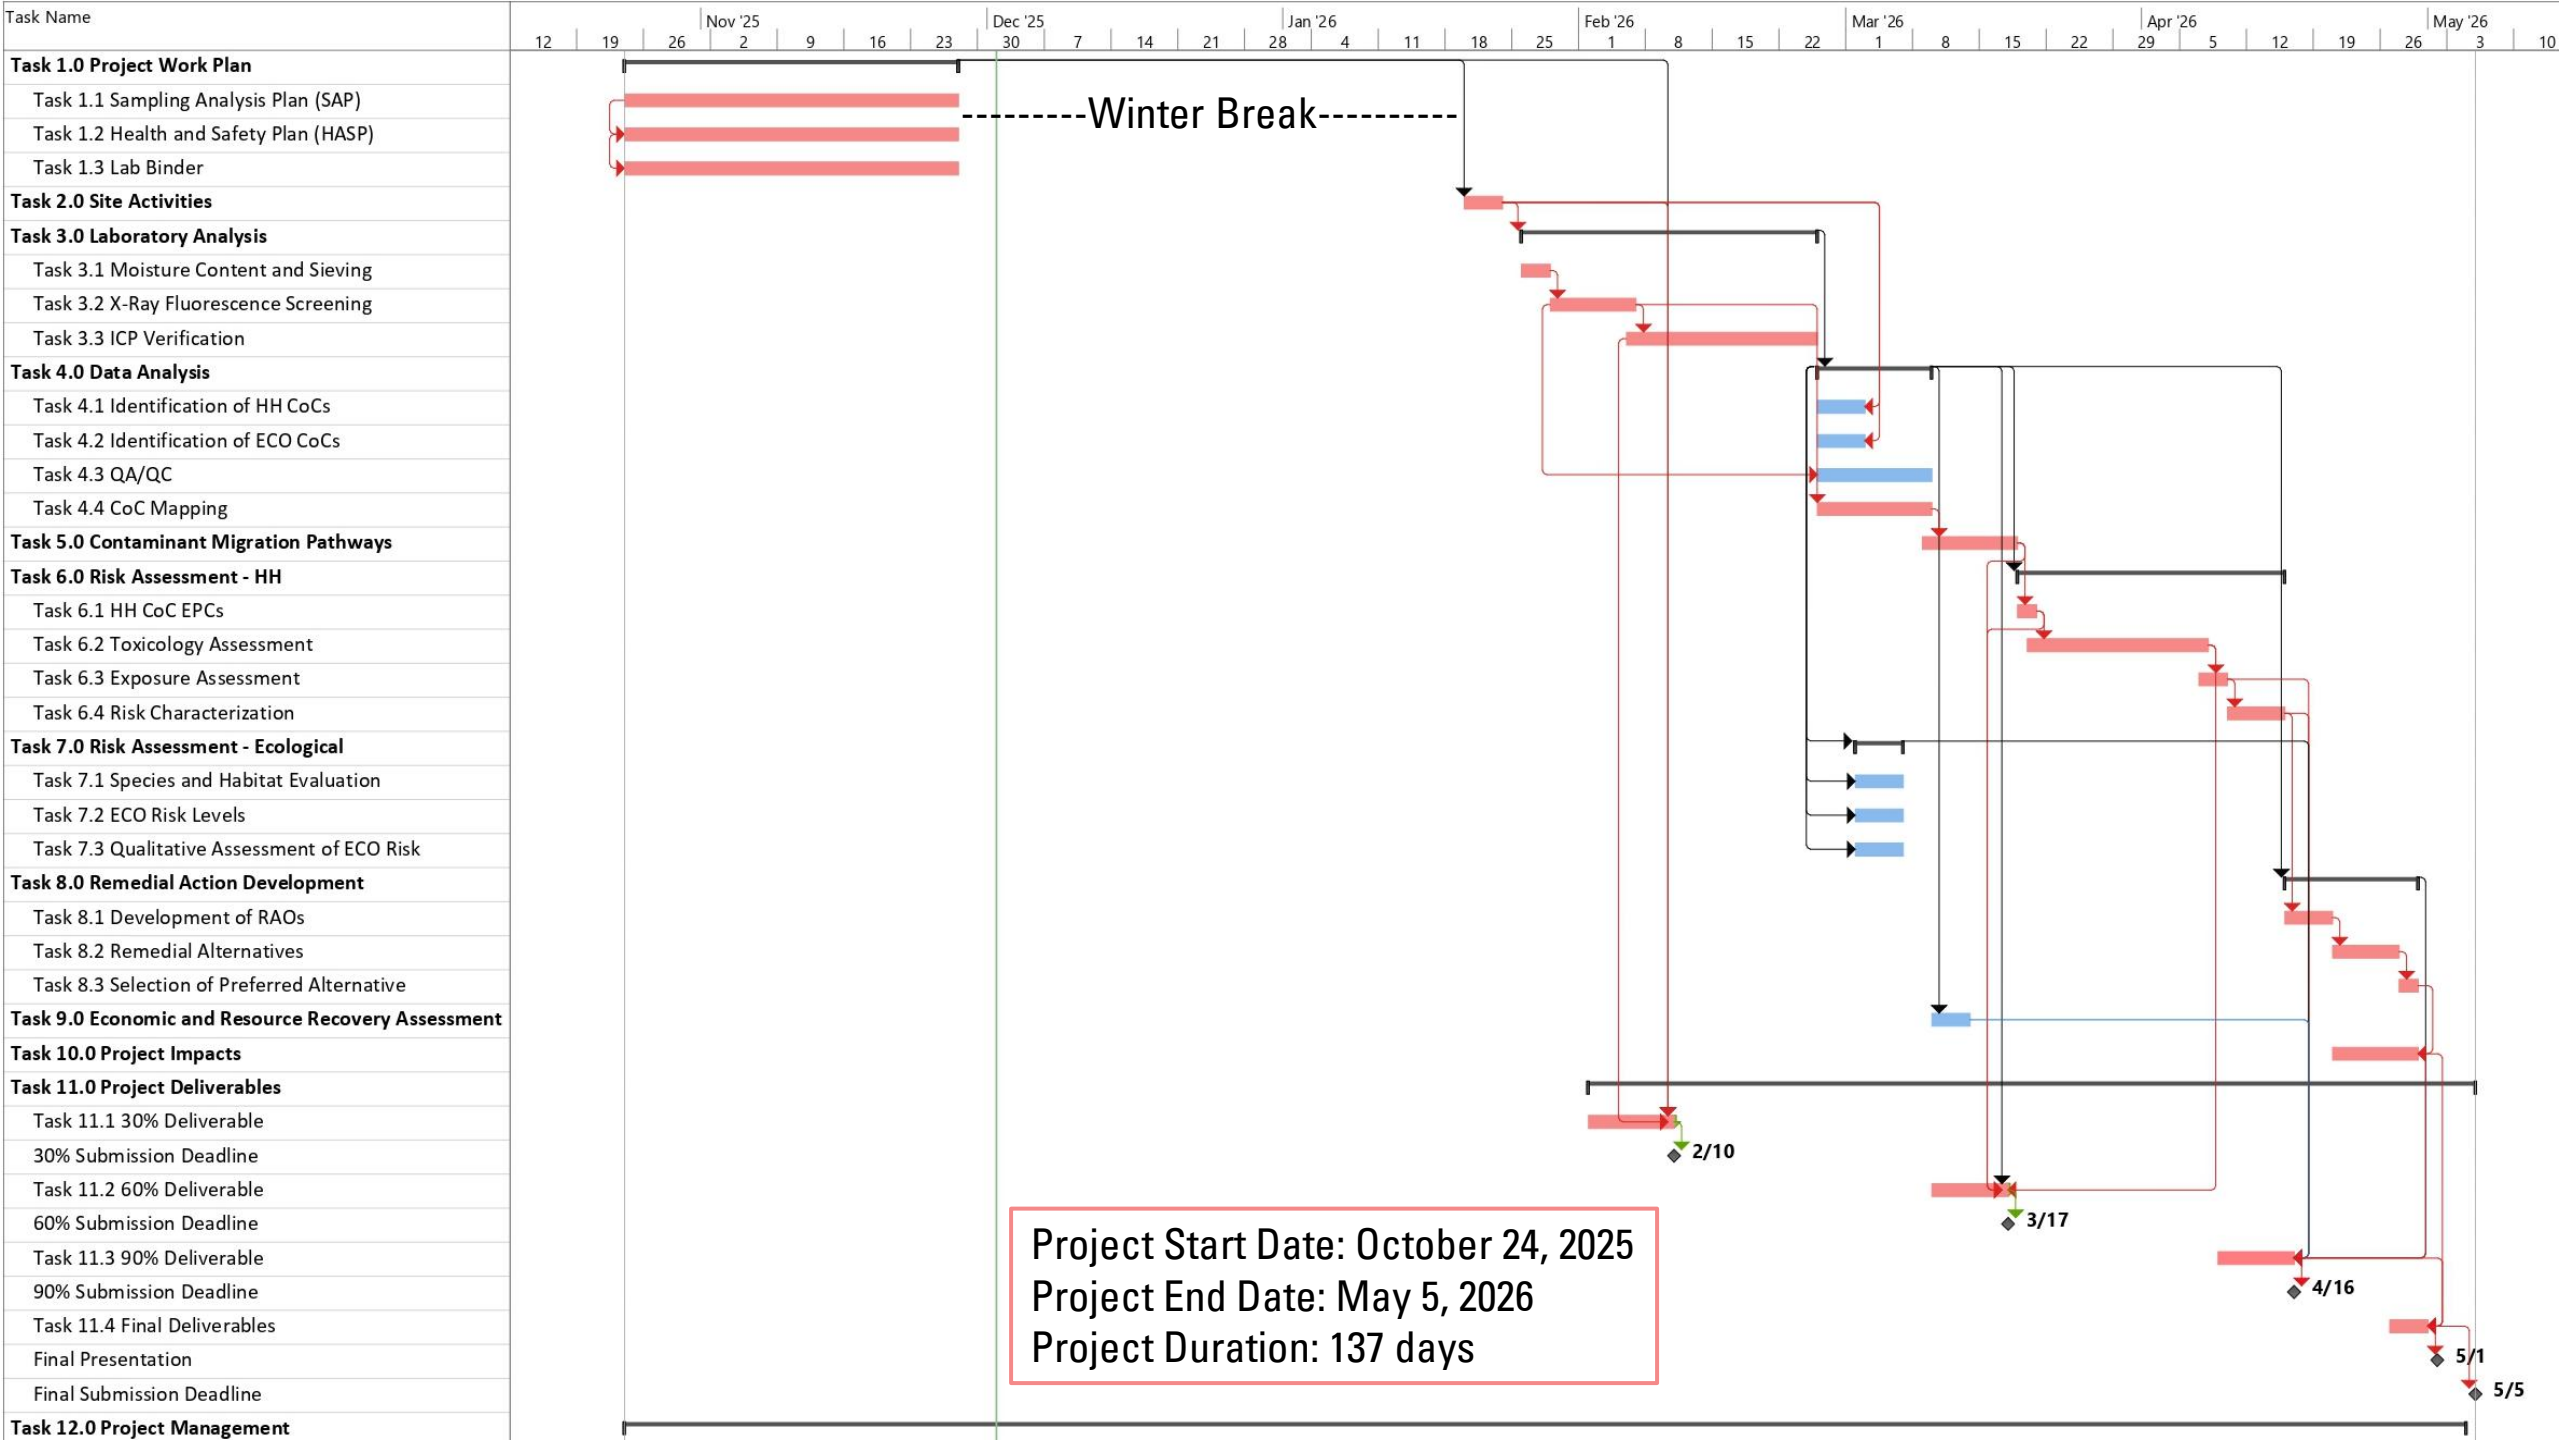 Task Name
Nov '25 Dec '25 Jan '26 Feb '26 Mar '26 Apr '26 May '26
12 19 26 2 9 16 23 30 7 14 21 28 4 11 18 25 1 8 15 22 1 8 15 22 29 5 12 19 26 3 10
Task 1.0 Project Work Plan
Task 1.1 Sampling Analysis Plan (SAP)
---------Winter Break----------
Task 1.2 Health and Safety Plan (HASP)
Task 1.3 Lab Binder
Task 2.0 Site Activities
Task 3.0 Laboratory Analysis
Task 3.1 Moisture Content and Sieving
Task 3.2 X-Ray Fluorescence Screening
Task 3.3 ICP Verification
Task 4.0 Data Analysis
Task 4.1 Identification of HH CoCs
Task 4.2 Identification of ECO CoCs
Task 4.3 QA/QC
Task 4.4 CoC Mapping
Task 5.0 Contaminant Migration Pathways
Task 6.0 Risk Assessment - HH
Task 6.1 HH CoC EPCs
Task 6.2 Toxicology Assessment
Task 6.3 Exposure Assessment
Task 6.4 Risk Characterization
Task 7.0 Risk Assessment - Ecological
Task 7.1 Species and Habitat Evaluation
Task 7.2 ECO Risk Levels
Task 7.3 Qualitative Assessment of ECO Risk
Task 8.0 Remedial Action Development
Task 8.1 Development of RAOs
Task 8.2 Remedial Alternatives
Task 8.3 Selection of Preferred Alternative
Task 9.0 Economic and Resource Recovery Assessment
Task 10.0 Project Impacts
Task 11.0 Project Deliverables
Task 11.1 30% Deliverable
30% Submission Deadline 2/10
Task 11.2 60% Deliverable
60% Submission Deadline 3/17
Task 11.3 90% Deliverable
90% Submission Deadline 4/16
Task 11.4 Final Deliverables
Final Presentation 5/1
Final Submission Deadline 5/5
Task 12.0 Project Management
Project Start Date: October 24, 2025
Project End Date: May 5, 2026
Project Duration: 137 days